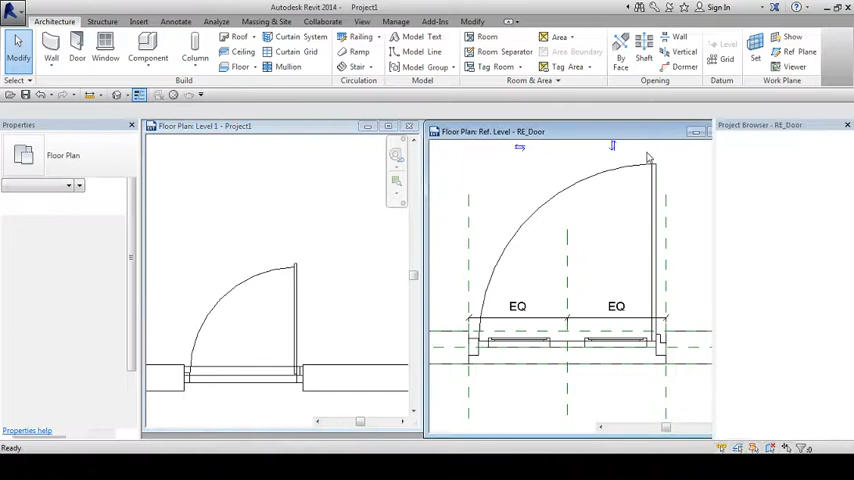 Autodesk Revit 2014 - Project1
Sign In
Architecture Structure Insert Annotate Analyze Massing & Site Collaborate View Manage Add-Ins Modify
Modify Wall Door Window Component Column
Roof Ceiling Floor
Curtain System Curtain Grid Mullion
Railing Ramp Stair
Model Text Model Line Model Group
Room Room Separator Tag Room
Area Area Boundary Tag Area
By Face Shaft Wall Vertical Dormer
Level Grid
Set Show Ref Plane Viewer
Select Build Circulation Model Room & Area Opening Datum Work Plane
Properties
Floor Plan: Level 1 - Project1
Floor Plan: Ref. Level - RE_Door
Project Browser - RE_Door
Floor Plan
EQ EQ
Properties help
Ready
:0